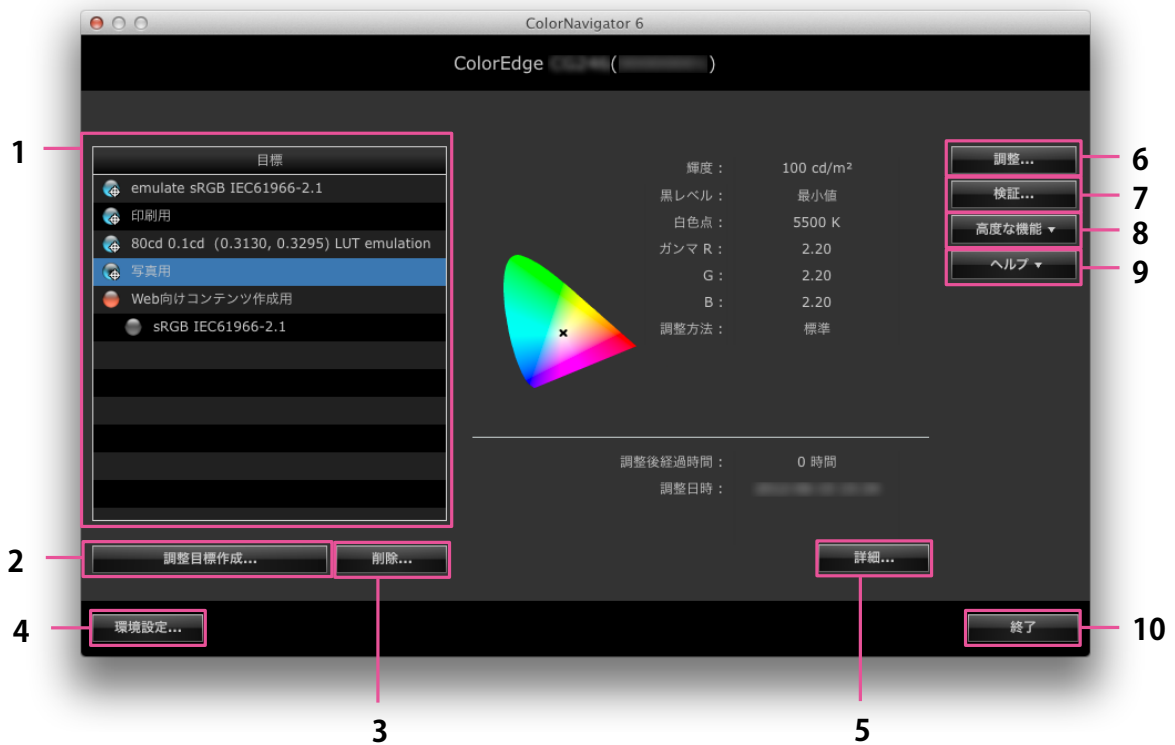 ColorNavigator 6
ColorEdge ( )
1
目標
emulate sRGB IEC61966-2.1
印刷用
80cd 0.1cd (0.3130, 0.3295) LUT emulation
写真用
Web向けコンテンツ作成用
sRGB IEC61966-2.1
輝度: 100 cd/m²
黒レベル: 最小値
白色点: 5500 K
ガンマ R: 2.20
G: 2.20
B: 2.20
調整方法: 標準
調整後経過時間: 0 時間
調整日時:
調整... 6
検証... 7
高度な機能 ▼ 8
ヘルプ ▼ 9
2 調整目標作成...
削除...
詳細...
4 環境設定...
終了 10
3
5